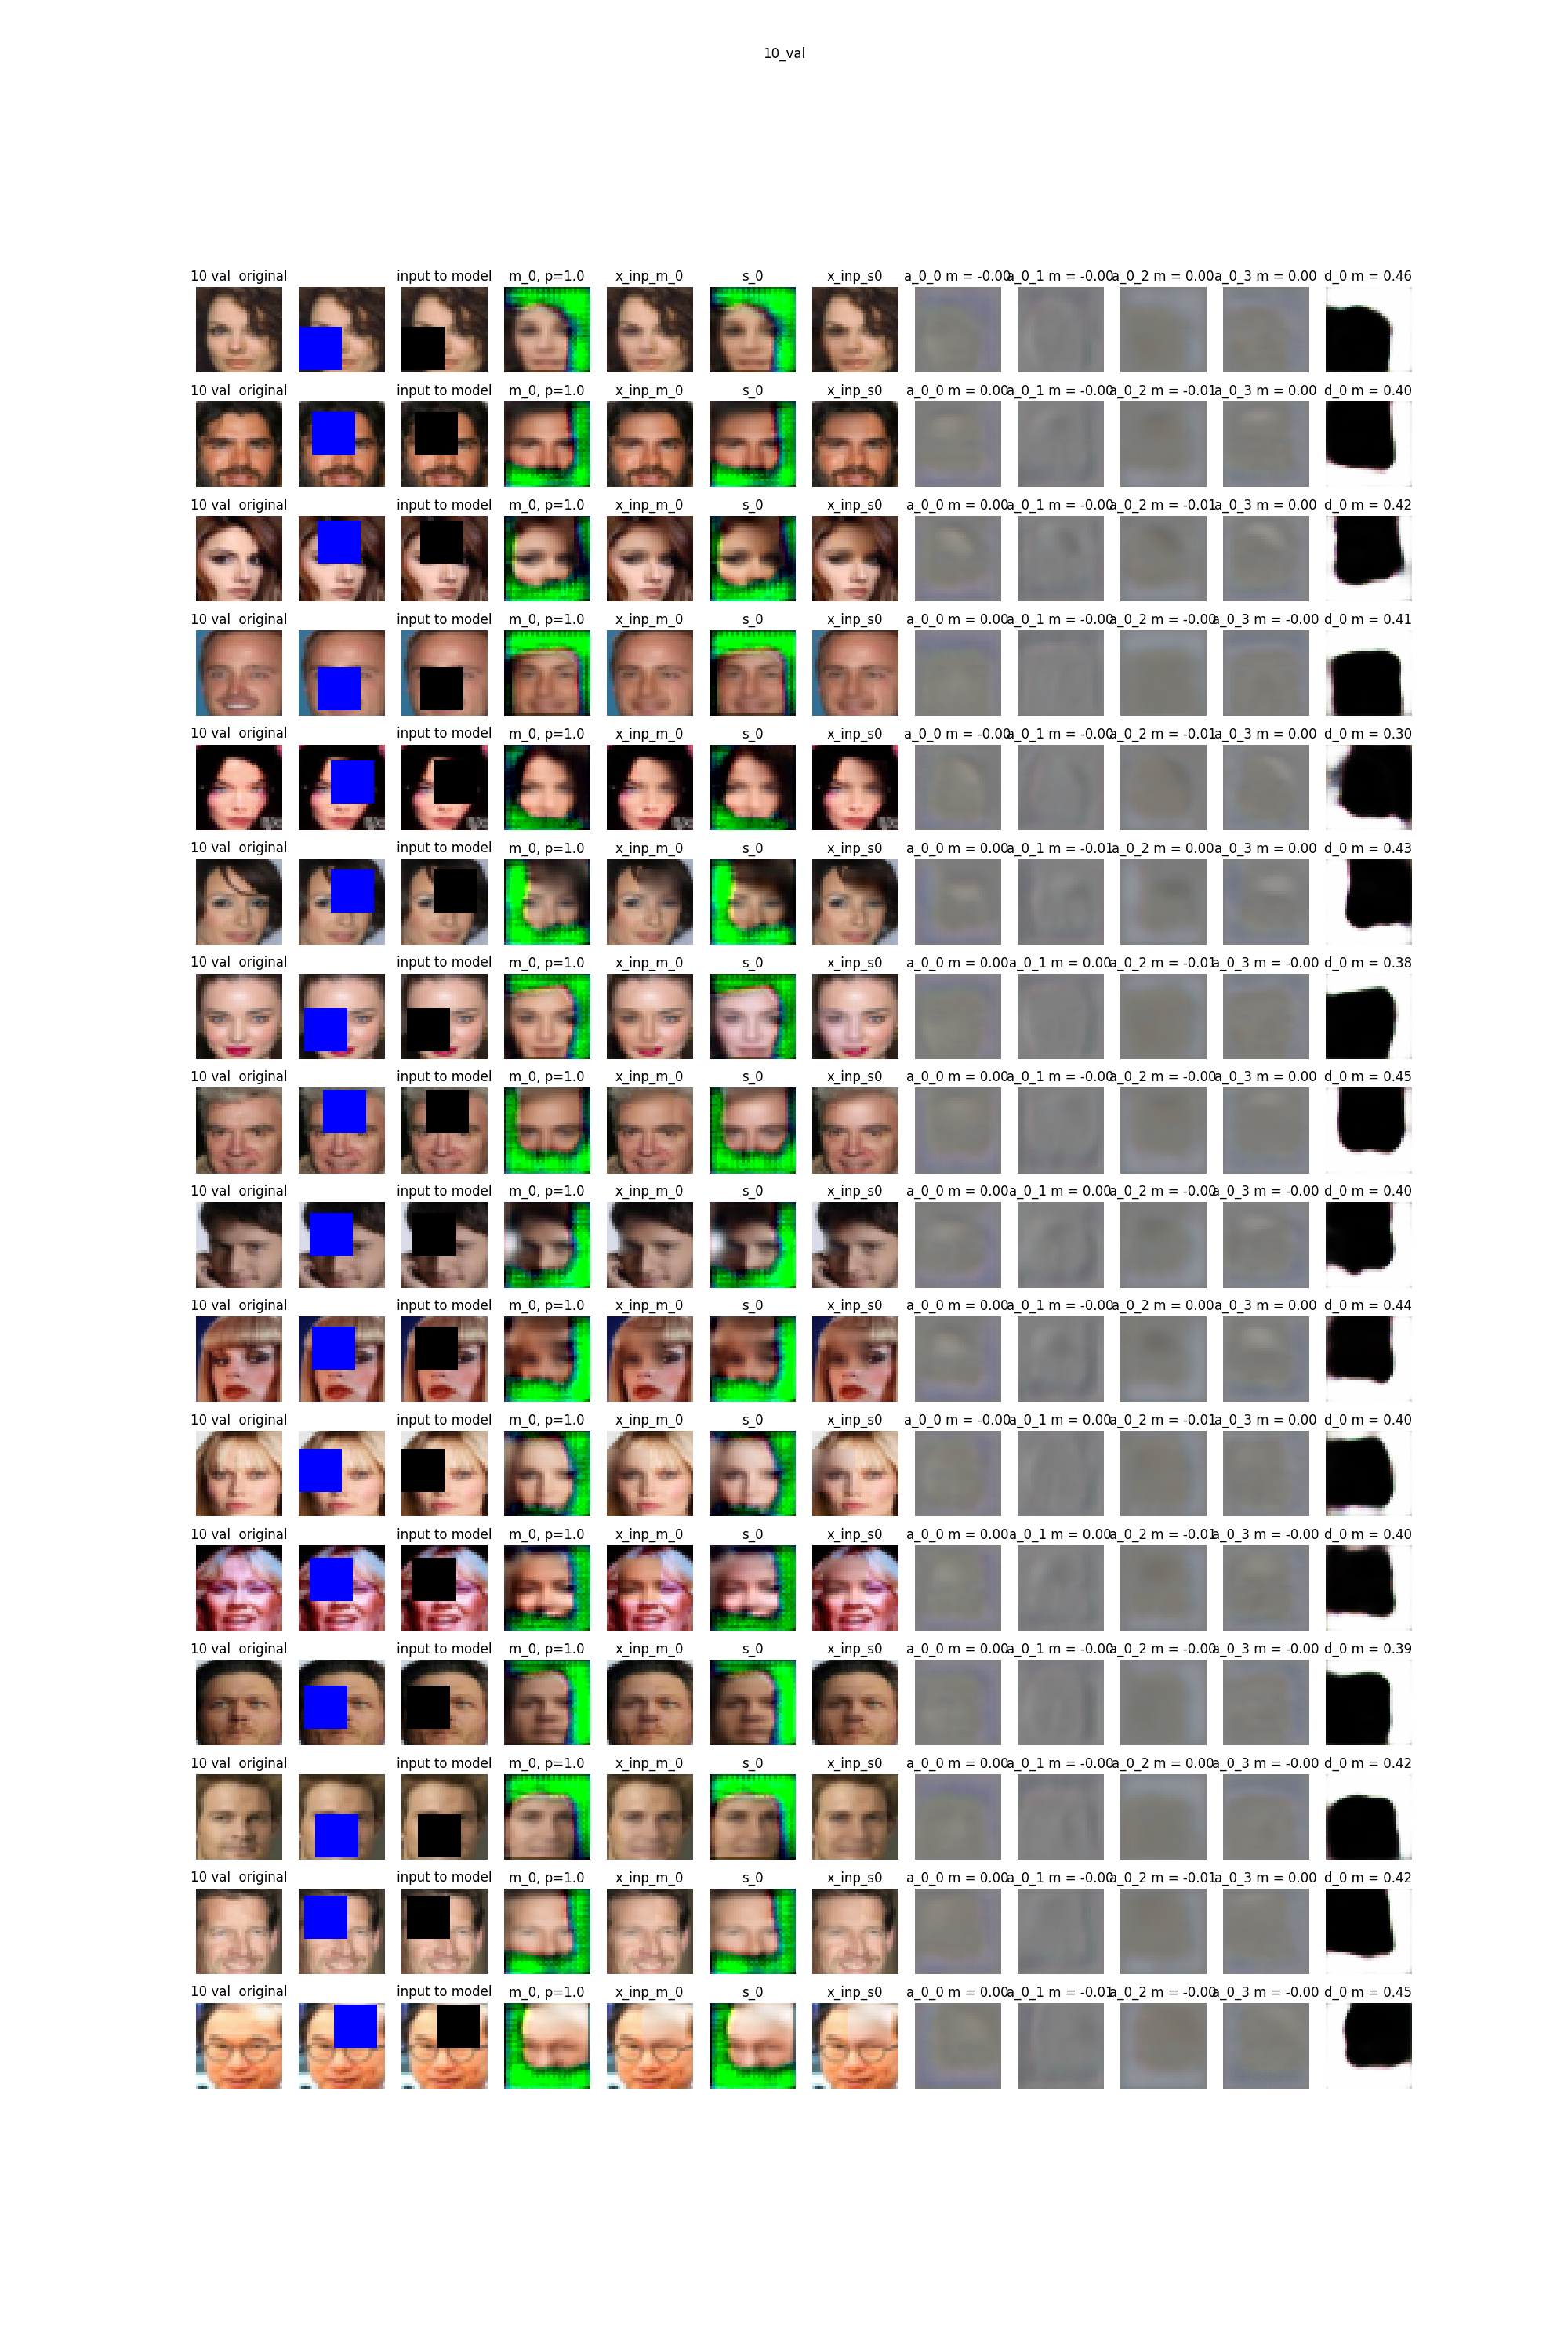 10_val
10 val original input to model m_0, p=1.0 x_inp_m_0 s_0 x_inp_s0 a_0_0 m = -0.00 a_0_1 m = -0.00 a_0_2 m = 0.00 a_0_3 m = 0.00 d_0 m = 0.46
10 val original input to model m_0, p=1.0 x_inp_m_0 s_0 x_inp_s0 a_0_0 m = 0.00 a_0_1 m = -0.00 a_0_2 m = -0.01 a_0_3 m = 0.00 d_0 m = 0.40
10 val original input to model m_0, p=1.0 x_inp_m_0 s_0 x_inp_s0 a_0_0 m = 0.00 a_0_1 m = -0.00 a_0_2 m = -0.01 a_0_3 m = 0.00 d_0 m = 0.42
10 val original input to model m_0, p=1.0 x_inp_m_0 s_0 x_inp_s0 a_0_0 m = 0.00 a_0_1 m = -0.00 a_0_2 m = -0.00 a_0_3 m = -0.00 d_0 m = 0.41
10 val original input to model m_0, p=1.0 x_inp_m_0 s_0 x_inp_s0 a_0_0 m = -0.00 a_0_1 m = -0.00 a_0_2 m = -0.01 a_0_3 m = 0.00 d_0 m = 0.30
10 val original input to model m_0, p=1.0 x_inp_m_0 s_0 x_inp_s0 a_0_0 m = 0.00 a_0_1 m = -0.01 a_0_2 m = 0.00 a_0_3 m = 0.00 d_0 m = 0.43
10 val original input to model m_0, p=1.0 x_inp_m_0 s_0 x_inp_s0 a_0_0 m = 0.00 a_0_1 m = 0.00 a_0_2 m = -0.01 a_0_3 m = -0.00 d_0 m = 0.38
10 val original input to model m_0, p=1.0 x_inp_m_0 s_0 x_inp_s0 a_0_0 m = 0.00 a_0_1 m = -0.00 a_0_2 m = -0.00 a_0_3 m = 0.00 d_0 m = 0.45
10 val original input to model m_0, p=1.0 x_inp_m_0 s_0 x_inp_s0 a_0_0 m = 0.00 a_0_1 m = 0.00 a_0_2 m = -0.00 a_0_3 m = -0.00 d_0 m = 0.40
10 val original input to model m_0, p=1.0 x_inp_m_0 s_0 x_inp_s0 a_0_0 m = 0.00 a_0_1 m = -0.00 a_0_2 m = 0.00 a_0_3 m = 0.00 d_0 m = 0.44
10 val original input to model m_0, p=1.0 x_inp_m_0 s_0 x_inp_s0 a_0_0 m = -0.00 a_0_1 m = 0.00 a_0_2 m = -0.01 a_0_3 m = 0.00 d_0 m = 0.40
10 val original input to model m_0, p=1.0 x_inp_m_0 s_0 x_inp_s0 a_0_0 m = 0.00 a_0_1 m = 0.00 a_0_2 m = -0.01 a_0_3 m = -0.00 d_0 m = 0.40
10 val original input to model m_0, p=1.0 x_inp_m_0 s_0 x_inp_s0 a_0_0 m = 0.00 a_0_1 m = -0.00 a_0_2 m = -0.00 a_0_3 m = -0.00 d_0 m = 0.39
10 val original input to model m_0, p=1.0 x_inp_m_0 s_0 x_inp_s0 a_0_0 m = 0.00 a_0_1 m = -0.00 a_0_2 m = 0.00 a_0_3 m = -0.00 d_0 m = 0.42
10 val original input to model m_0, p=1.0 x_inp_m_0 s_0 x_inp_s0 a_0_0 m = 0.00 a_0_1 m = -0.00 a_0_2 m = -0.01 a_0_3 m = 0.00 d_0 m = 0.42
10 val original input to model m_0, p=1.0 x_inp_m_0 s_0 x_inp_s0 a_0_0 m = 0.00 a_0_1 m = -0.01 a_0_2 m = -0.00 a_0_3 m = -0.00 d_0 m = 0.45